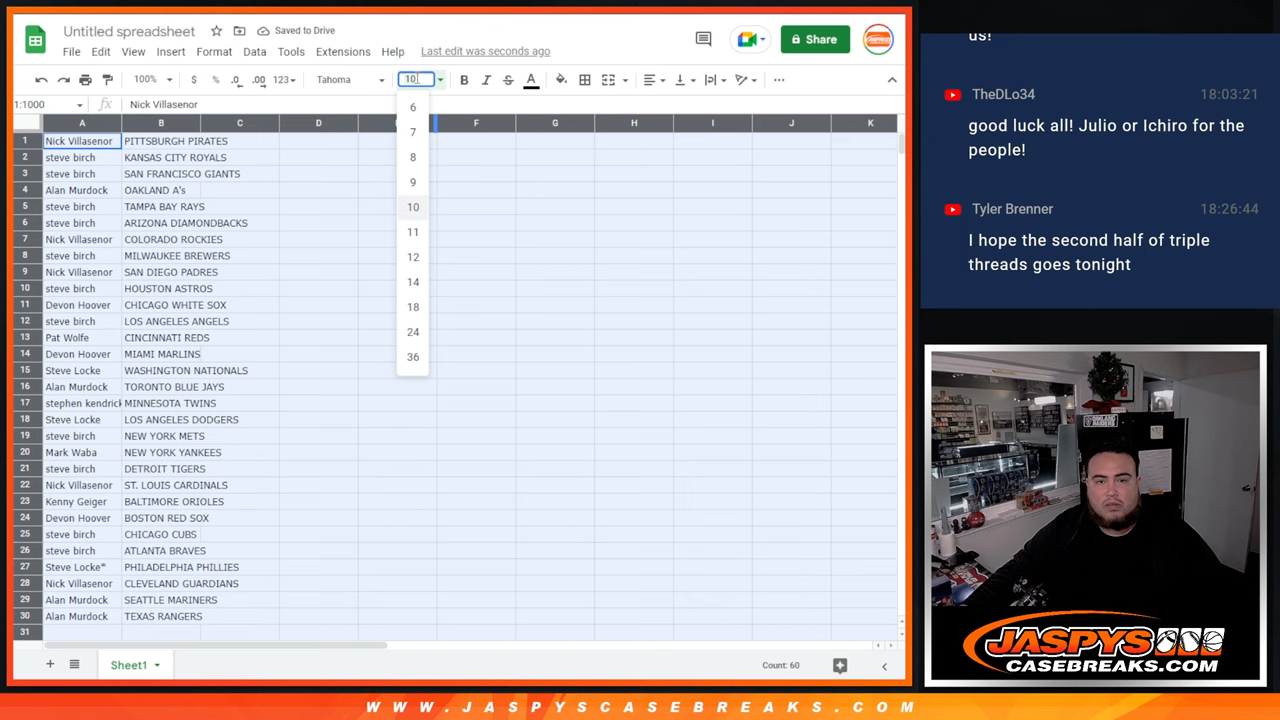 Untitled spreadsheet
Saved to Drive
File Edit View Insert Format Data Tools Extensions Help Last edit was seconds ago
Share
100% $ % .0 .00 123 Tahoma 10
1:1000 fx Nick Villasenor
A B C D F G H I J K
1 Nick Villasenor PITTSBURGH PIRATES
2 steve birch KANSAS CITY ROYALS
3 steve birch SAN FRANCISCO GIANTS
4 Alan Murdock OAKLAND A's
5 steve birch TAMPA BAY RAYS
6 steve birch ARIZONA DIAMONDBACKS
7 Nick Villasenor COLORADO ROCKIES
8 steve birch MILWAUKEE BREWERS
9 Nick Villasenor SAN DIEGO PADRES
10 steve birch HOUSTON ASTROS
11 Devon Hoover CHICAGO WHITE SOX
12 steve birch LOS ANGELES ANGELS
13 Pat Wolfe CINCINNATI REDS
14 Devon Hoover MIAMI MARLINS
15 Steve Locke WASHINGTON NATIONALS
16 Alan Murdock TORONTO BLUE JAYS
17 stephen kendrick MINNESOTA TWINS
18 Steve Locke LOS ANGELES DODGERS
19 steve birch NEW YORK METS
20 Mark Waba NEW YORK YANKEES
21 steve birch DETROIT TIGERS
22 Nick Villasenor ST. LOUIS CARDINALS
23 Kenny Geiger BALTIMORE ORIOLES
24 Devon Hoover BOSTON RED SOX
25 steve birch CHICAGO CUBS
26 steve birch ATLANTA BRAVES
27 Steve Locke* PHILADELPHIA PHILLIES
28 Nick Villasenor CLEVELAND GUARDIANS
29 Alan Murdock SEATTLE MARINERS
30 Alan Murdock TEXAS RANGERS
31
6
7
8
9
10
11
12
14
18
24
36
Sheet1
Count: 60
us!
TheDLo34 18:03:21
good luck all! Julio or Ichiro for the
people!
Tyler Brenner 18:26:44
I hope the second half of triple
threads goes tonight
JASPYS
CASEBREAKS.COM
WWW.JASPYSCASEBREAKS.COM